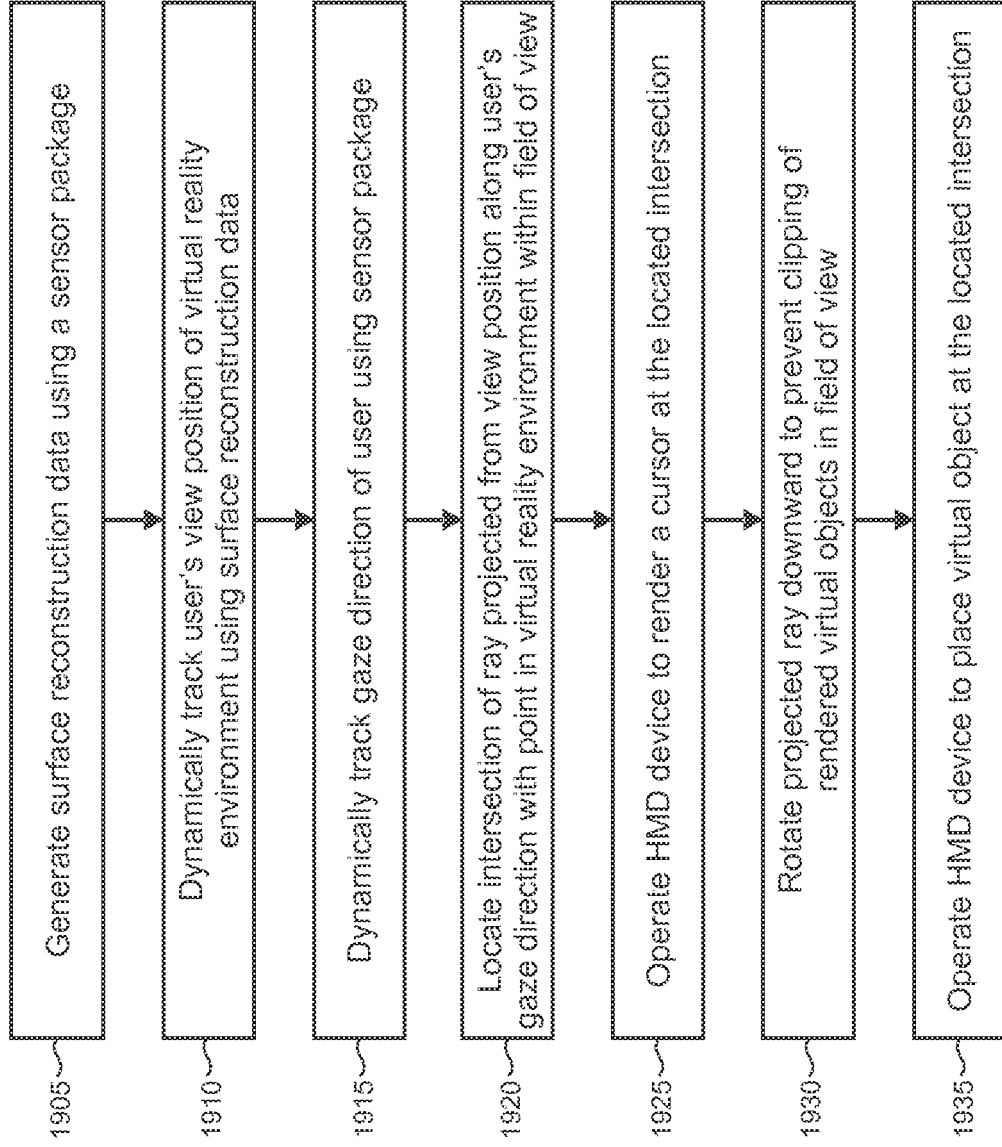 1905
Generate surface reconstruction data using a sensor package
1910
Dynamically track user's view position of virtual reality
environment using surface reconstruction data
1915
Dynamically track gaze direction of user using sensor package
1920
Locate intersection of ray projected from view position along user's
gaze direction with point in virtual reality environment within field of view
1925
Operate HMD device to render a cursor at the located intersection
1930
Rotate projected ray downward to prevent clipping of
rendered virtual objects in field of view
1935
Operate HMD device to place virtual object at the located intersection